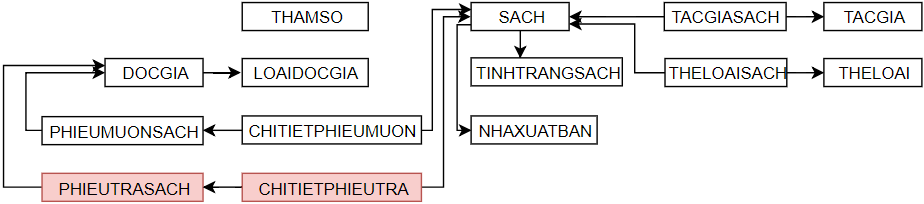 THAMSO
SACH
TACGIASACH
TACGIA
DOCGIA
LOAIDOCGIA
TINHTRANGSACH
THELOAISACH
THELOAI
PHIEUMUONSACH
CHITIETPHIEUMUON
NHAXUATBAN
PHIEUTRASACH
CHITIETPHIEUTRA